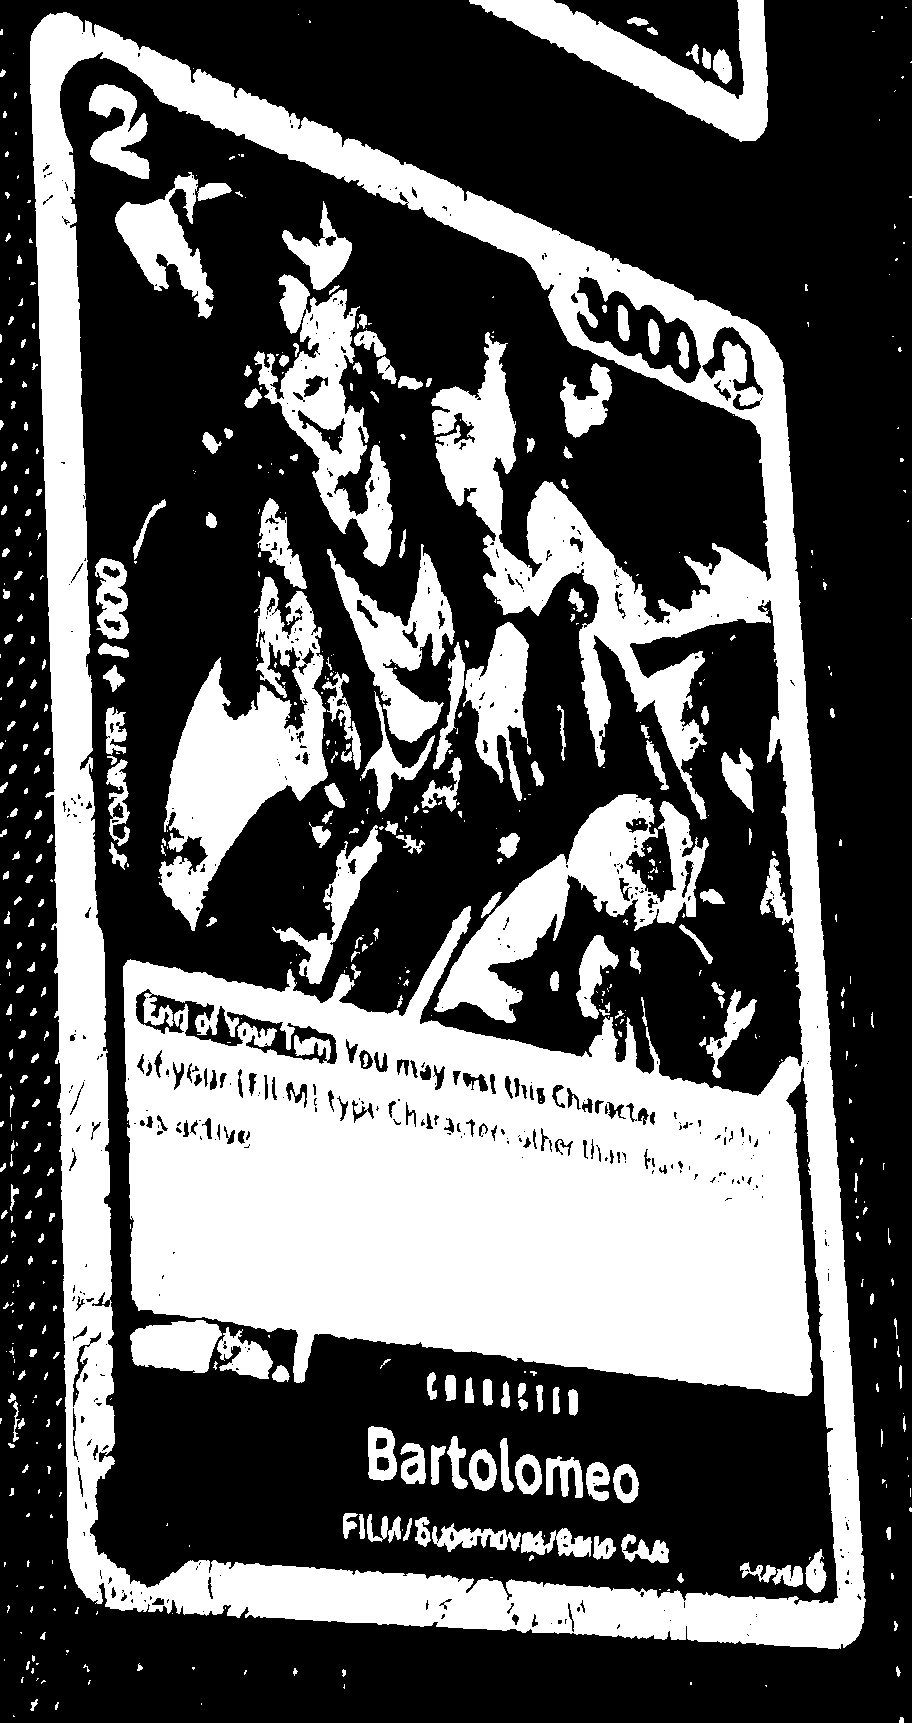 2
3000
COUNTER +1000
End of Your Turn You may rest this Character. Set up to
of your {FILM} type Characters other than
as active
CHARACTER
Bartolomeo
FILM/Supernovas/Barto Club